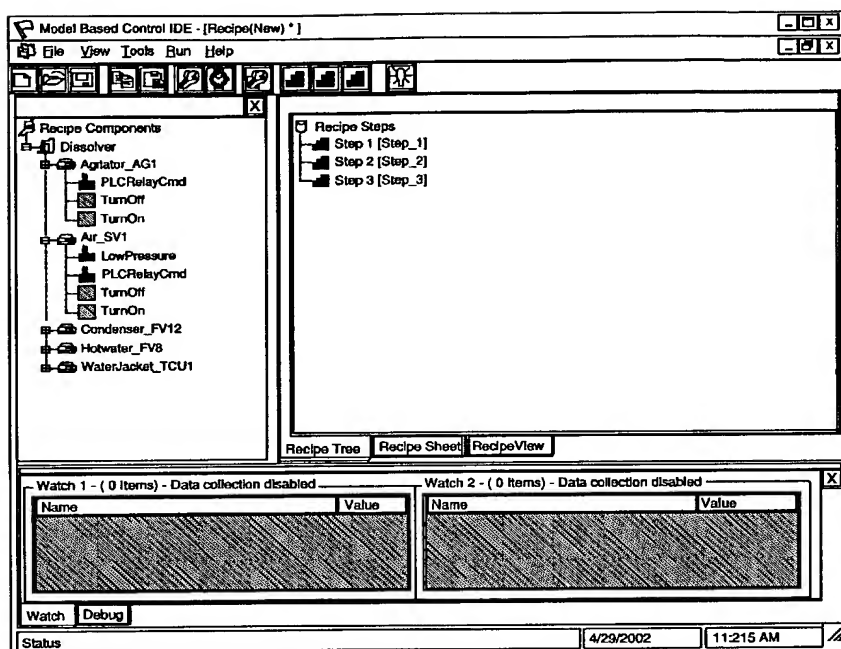 Model Based Control IDE - [Recipe(New) * ]
File View Tools Run Help
Recipe Components
Dissolver
Agitator_AG1
PLCRelayCmd
TurnOff
TurnOn
Air_SV1
LowPressure
PLCRelayCmd
TurnOff
TurnOn
Condenser_FV12
Hotwater_FV8
WaterJacket_TCU1
Recipe Steps
Step 1 [Step_1]
Step 2 [Step_2]
Step 3 [Step_3]
Recipe Tree Recipe Sheet RecipeView
Watch 1 - ( 0 Items) - Data collection disabled
Name Value
Watch 2 - ( 0 Items) - Data collection disabled
Name Value
Watch Debug
Status 4/29/2002 11:215 AM